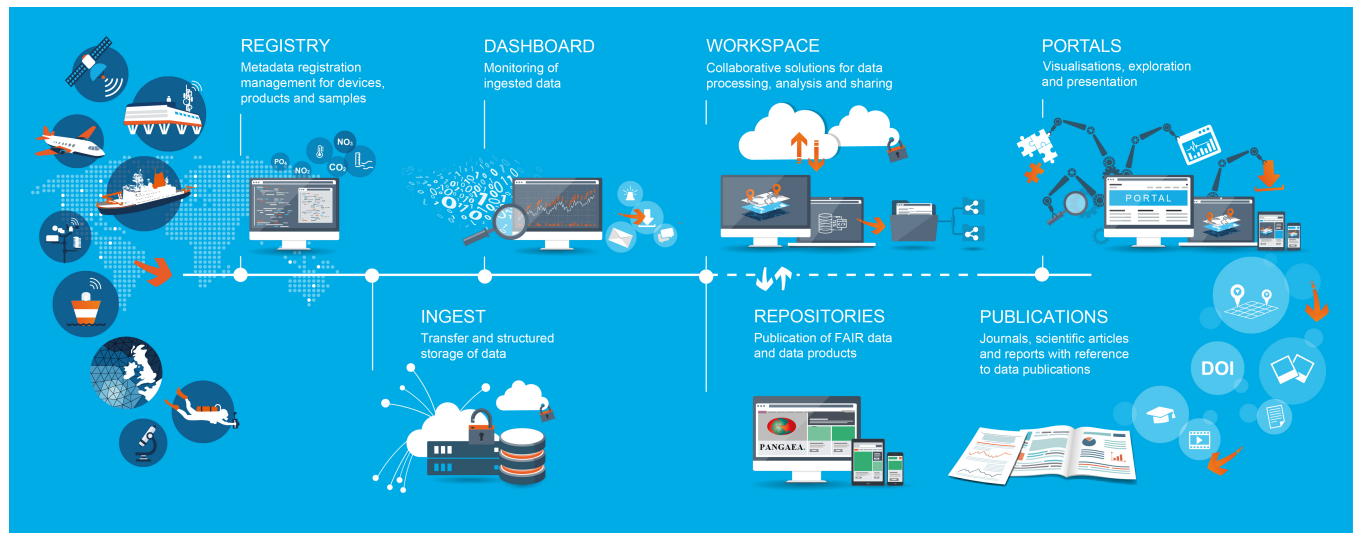 REGISTRY
Metadata registration
management for devices,
products and samples
DASHBOARD
Monitoring of
ingested data
WORKSPACE
Collaborative solutions for data
processing, analysis and sharing
PORTALS
Visualisations, exploration
and presentation
NO₃
NO₂
CO₂
PORTAL
INGEST
Transfer and structured
storage of data
REPOSITORIES
Publication of FAIR data
and data products
PANGAEA.
PUBLICATIONS
Journals, scientific articles
and reports with reference
to data publications
DOI